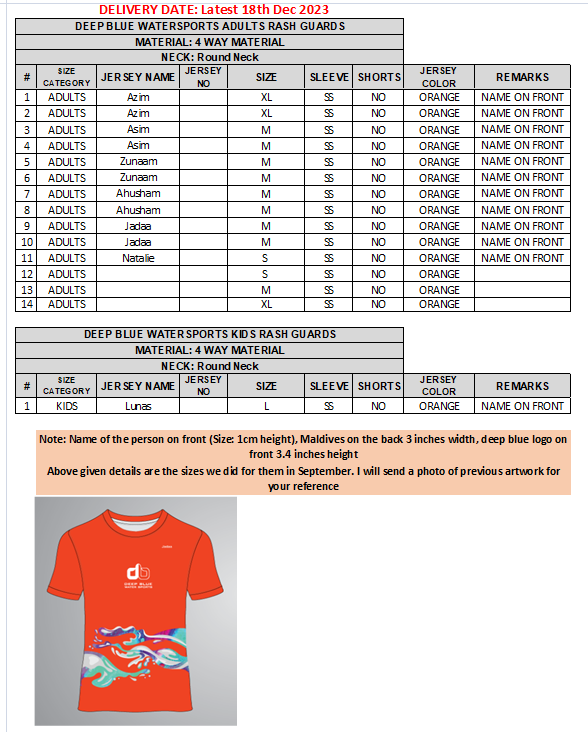 DELIVERY DATE: Latest 18th Dec 2023
DEEP BLUE WATERSPORTS ADULTS RASH GUARDS
MATERIAL: 4 WAY MATERIAL
NECK: Round Neck
# SIZE CATEGORY JERSEY NAME JERSEY NO SIZE SLEEVE SHORTS JERSEY COLOR REMARKS
1 ADULTS Azim XL SS NO ORANGE NAME ON FRONT
2 ADULTS Azim XL SS NO ORANGE NAME ON FRONT
3 ADULTS Asim M SS NO ORANGE NAME ON FRONT
4 ADULTS Asim M SS NO ORANGE NAME ON FRONT
5 ADULTS Zunaam M SS NO ORANGE NAME ON FRONT
6 ADULTS Zunaam M SS NO ORANGE NAME ON FRONT
7 ADULTS Ahusham M SS NO ORANGE NAME ON FRONT
8 ADULTS Ahusham M SS NO ORANGE NAME ON FRONT
9 ADULTS Jadaa M SS NO ORANGE NAME ON FRONT
10 ADULTS Jadaa M SS NO ORANGE NAME ON FRONT
11 ADULTS Natalie S SS NO ORANGE NAME ON FRONT
12 ADULTS S SS NO ORANGE
13 ADULTS M SS NO ORANGE
14 ADULTS XL SS NO ORANGE
DEEP BLUE WATERSPORTS KIDS RASH GUARDS
MATERIAL: 4 WAY MATERIAL
NECK: Round Neck
# SIZE CATEGORY JERSEY NAME JERSEY NO SIZE SLEEVE SHORTS JERSEY COLOR REMARKS
1 KIDS Lunas L SS NO ORANGE NAME ON FRONT
Note: Name of the person on front (Size: 1cm height), Maldives on the back 3 inches width, deep blue logo on
front 3.4 inches height
Above given details are the sizes we did for them in September. I will send a photo of previous artwork for
your reference
db
DEEP BLUE
WATER SPORTS